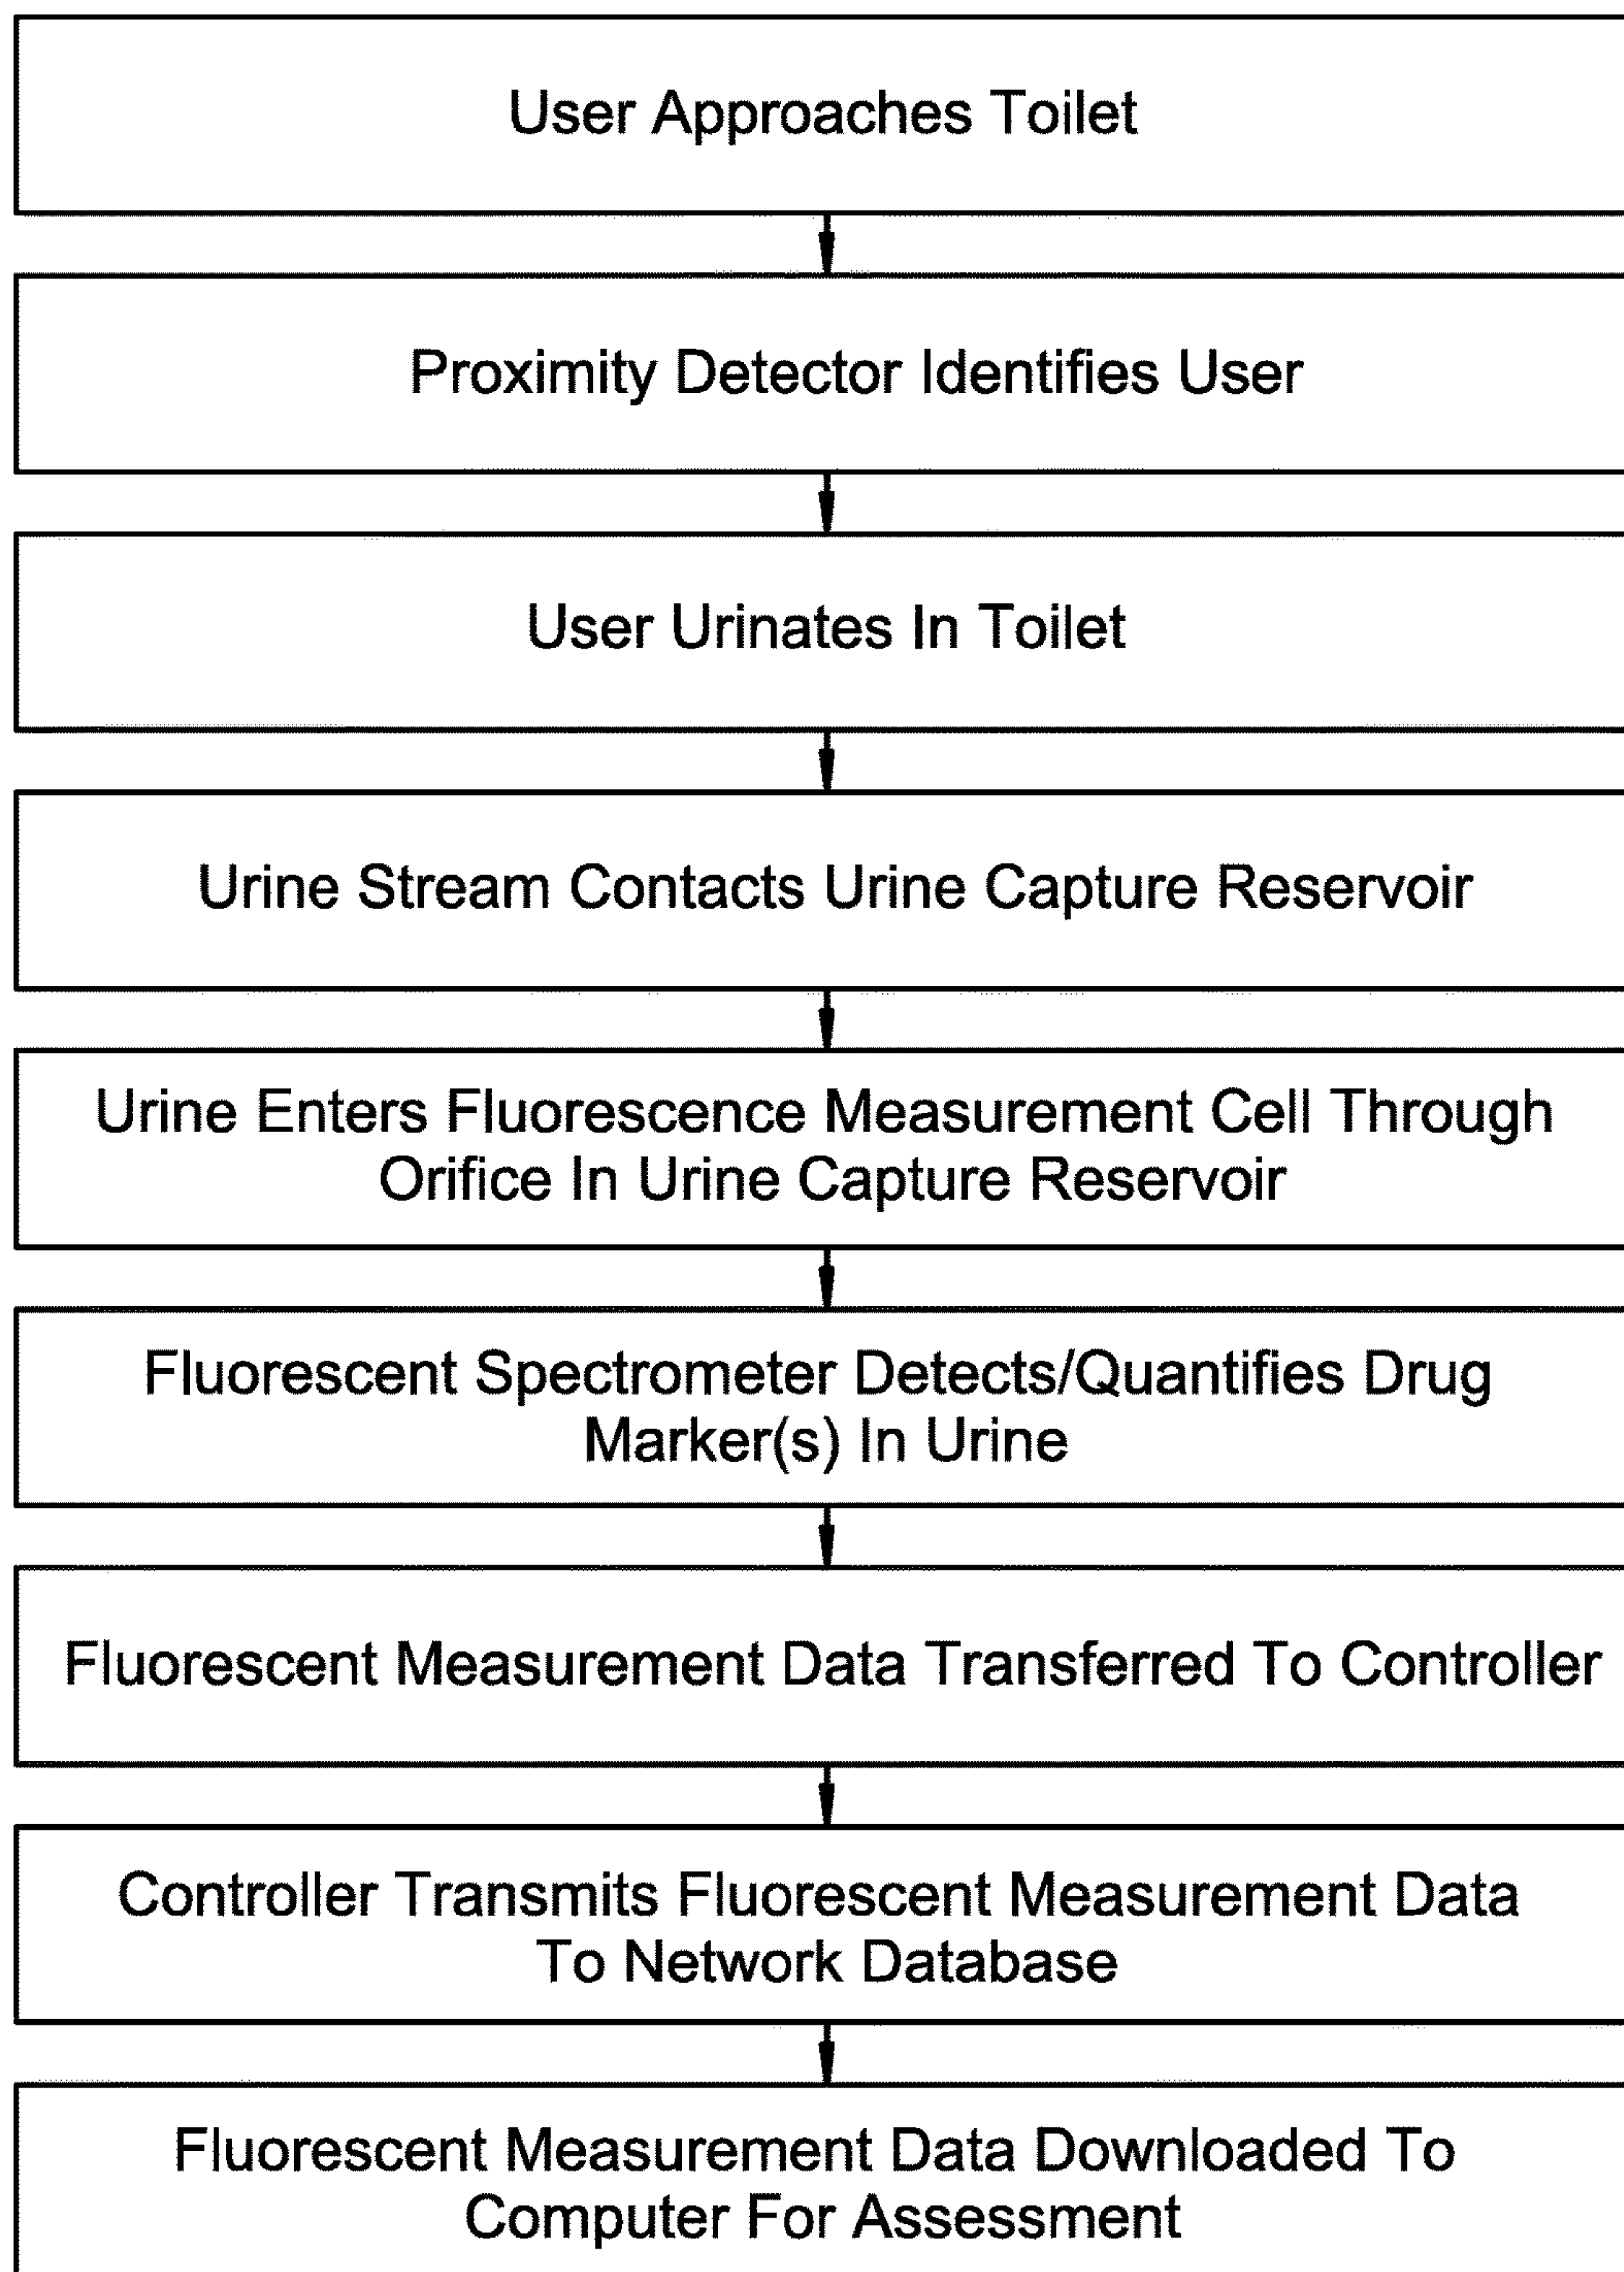 User Approaches Toilet
Proximity Detector Identifies User
User Urinates In Toilet
Urine Stream Contacts Urine Capture Reservoir
Urine Enters Fluorescence Measurement Cell Through
Orifice In Urine Capture Reservoir
Fluorescent Spectrometer Detects/Quantifies Drug
Marker(s) In Urine
Fluorescent Measurement Data Transferred To Controller
Controller Transmits Fluorescent Measurement Data
To Network Database
Fluorescent Measurement Data Downloaded To
Computer For Assessment